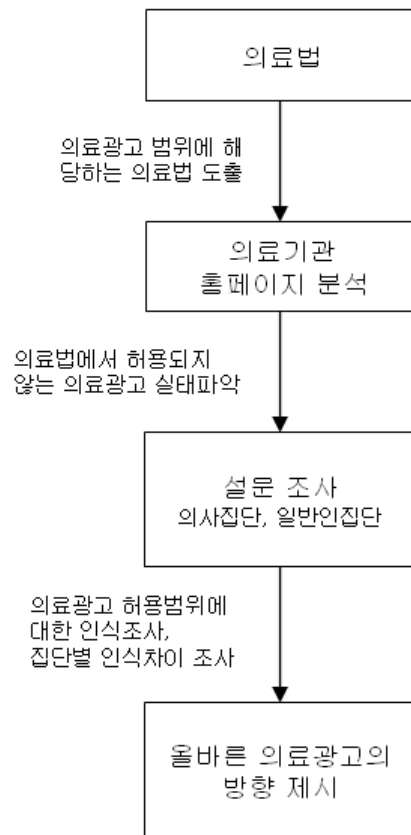 의료법
의료광고 범위에 해
당하는 의료법 도출
의료기관
홈페이지 분석
의료법에서 허용되지
않는 의료광고 실태파악
설문 조사
의사집단, 일반인집단
의료광고 허용범위에
대한 인식조사,
집단별 인식차이 조사
올바른 의료광고의
방향 제시